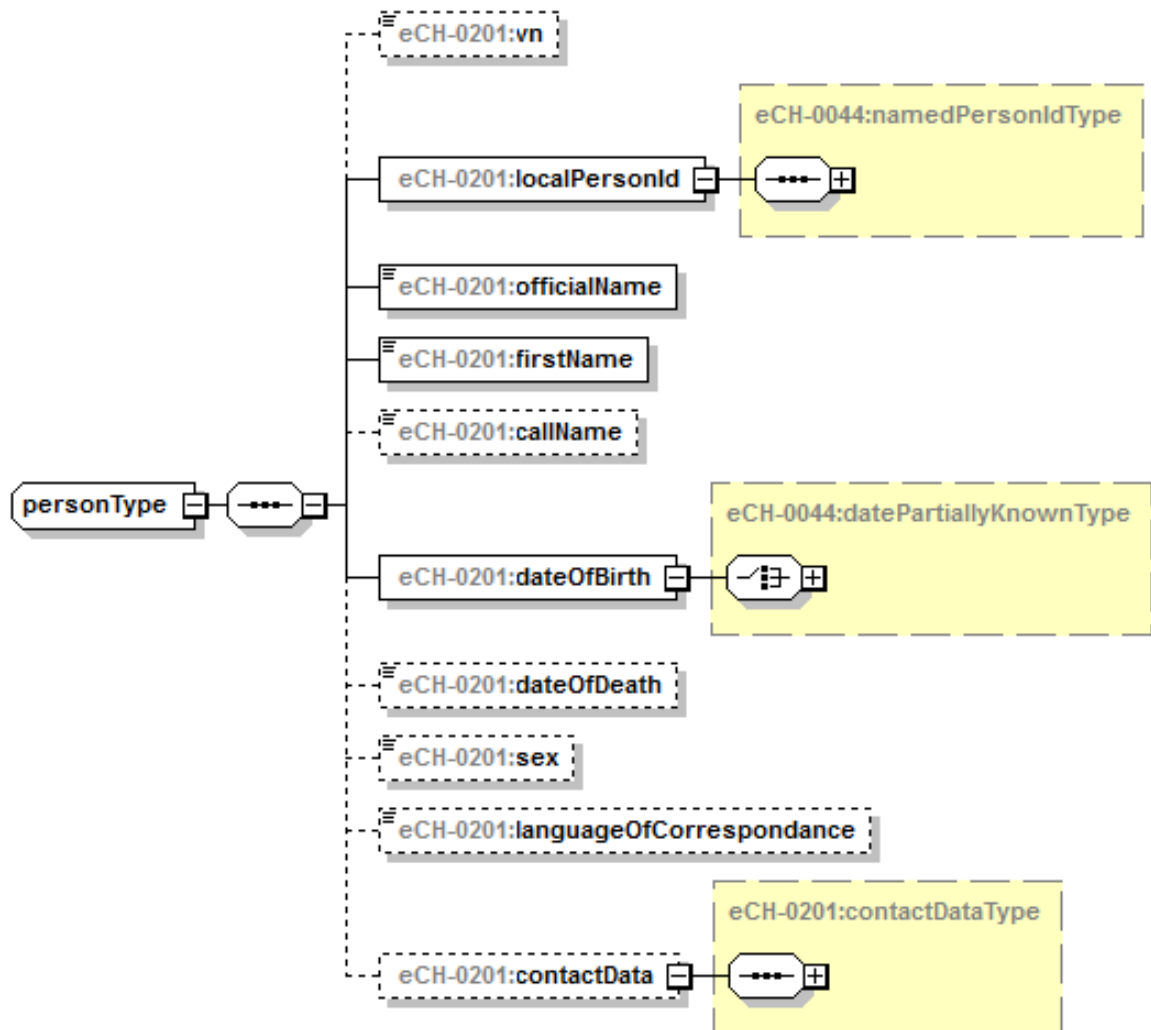 eCH-0201:vn
eCH-0044:namedPersonIdType
eCH-0201:localPersonId
eCH-0201:officialName
eCH-0201:firstName
eCH-0201:callName
personType
eCH-0044:datePartiallyKnownType
eCH-0201:dateOfBirth
eCH-0201:dateOfDeath
eCH-0201:sex
eCH-0201:languageOfCorrespondance
eCH-0201:contactDataType
eCH-0201:contactData